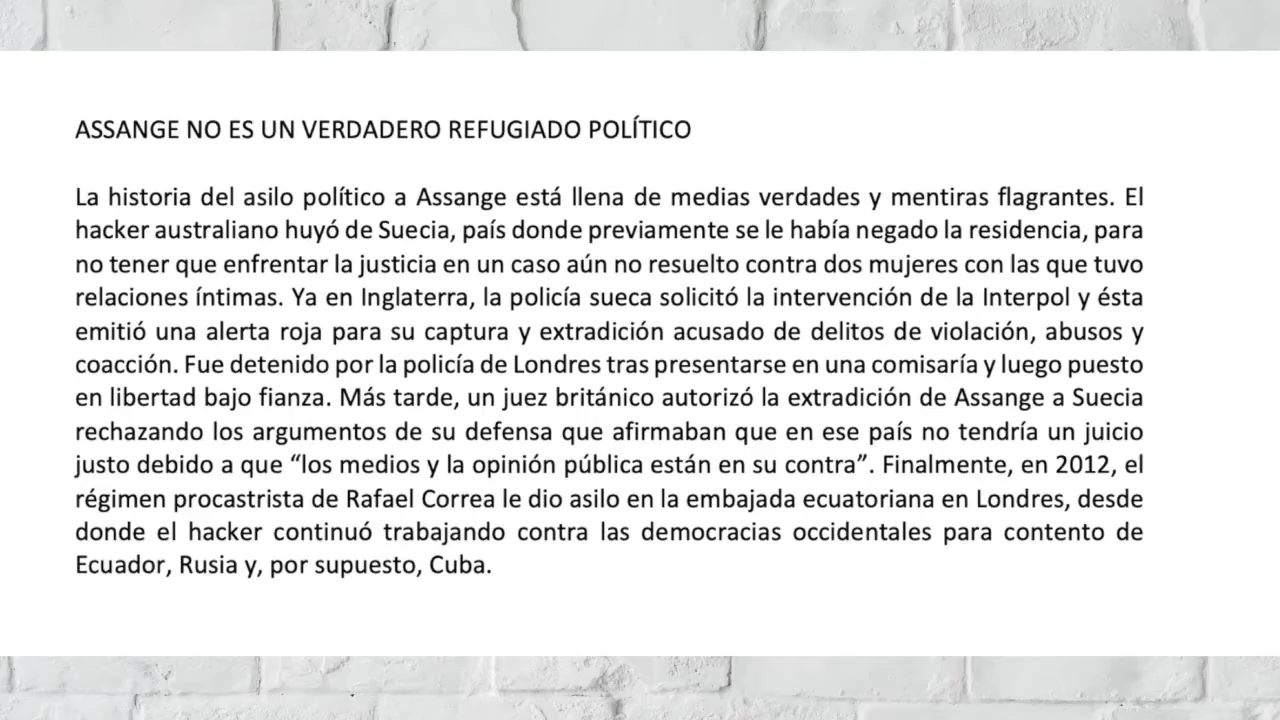 ASSANGE NO ES UN VERDADERO REFUGIADO POLÍTICO
La historia del asilo político a Assange está llena de medias verdades y mentiras flagrantes. El
hacker australiano huyó de Suecia, país donde previamente se le había negado la residencia, para
no tener que enfrentar la justicia en un caso aún no resuelto contra dos mujeres con las que tuvo
relaciones íntimas. Ya en Inglaterra, la policía sueca solicitó la intervención de la Interpol y ésta
emitió una alerta roja para su captura y extradición acusado de delitos de violación, abusos y
coacción. Fue detenido por la policía de Londres tras presentarse en una comisaría y luego puesto
en libertad bajo fianza. Más tarde, un juez británico autorizó la extradición de Assange a Suecia
rechazando los argumentos de su defensa que afirmaban que en ese país no tendría un juicio
justo debido a que “los medios y la opinión pública están en su contra”. Finalmente, en 2012, el
régimen procastrista de Rafael Correa le dio asilo en la embajada ecuatoriana en Londres, desde
donde el hacker continuó trabajando contra las democracias occidentales para contento de
Ecuador, Rusia y, por supuesto, Cuba.